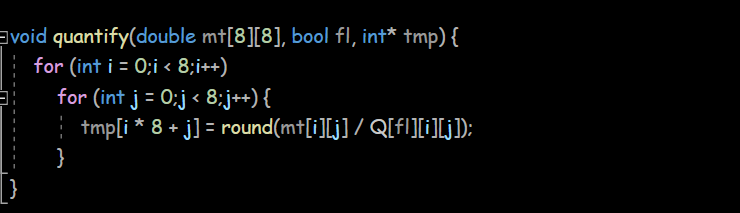 void quantify(double mt[8][8], bool fl, int* tmp) {
for (int i = 0;i < 8;i++)
for (int j = 0;j < 8;j++) {
tmp[i * 8 + j] = round(mt[i][j] / Q[fl][i][j]);
}
}